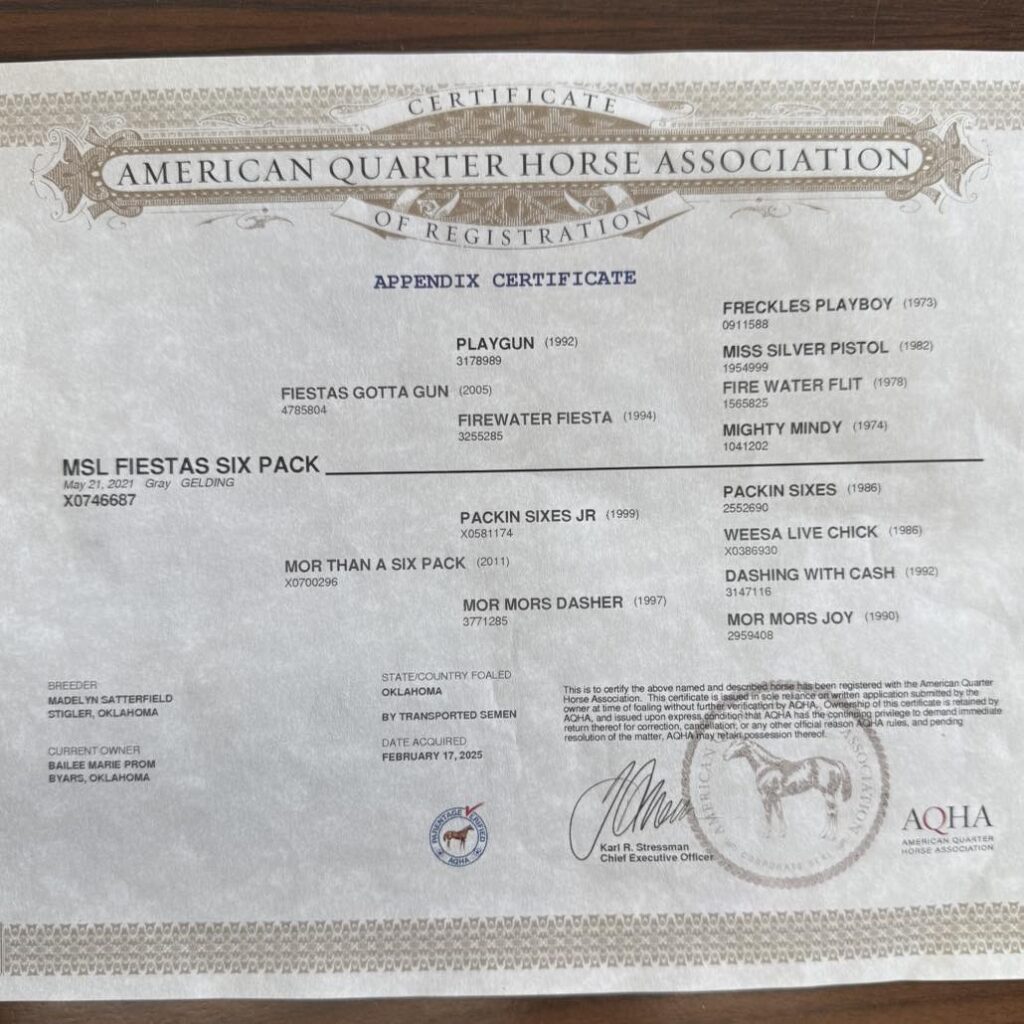 CERTIFICATE
AMERICAN QUARTER HORSE ASSOCIATION
OF REGISTRATION
APPENDIX CERTIFICATE
FRECKLES PLAYBOY (1973)
0911588
PLAYGUN (1992)
3178989
MISS SILVER PISTOL (1982)
1954999
FIESTAS GOTTA GUN (2005)
4785804
FIRE WATER FLIT (1978)
1565825
FIREWATER FIESTA (1994)
3255285
MIGHTY MINDY (1974)
1041202
MSL FIESTAS SIX PACK
May 21, 2021 Gray GELDING
X0746687
PACKIN SIXES (1986)
2552690
PACKIN SIXES JR (1999)
X0581174
WEESA LIVE CHICK (1986)
X0386930
MOR THAN A SIX PACK (2011)
X0700296
DASHING WITH CASH (1992)
3147116
MOR MORS DASHER (1997)
3771285
MOR MORS JOY (1990)
2959408
BREEDER
MADELYN SATTERFIELD
STIGLER, OKLAHOMA
CURRENT OWNER
BAILEE MARIE PROM
BYARS, OKLAHOMA
STATE/COUNTRY FOALED
OKLAHOMA
BY TRANSPORTED SEMEN
DATE ACQUIRED
FEBRUARY 17, 2025
This is to certify the above named and described horse has been registered with the American Quarter
Horse Association. This certificate is issued in sole reliance on written application submitted by the
owner at time of foaling without further verification by AQHA. Ownership of this certificate is retained by
AQHA, and issued upon express condition that AQHA has the continuing privilege to demand immediate
return thereof for correction, cancellation, or any other official reason AQHA rules, and pending
resolution of the matter, AQHA may retain possession thereof.
PARENTAGE VERIFIED
AQHA
Karl R. Stressman
Chief Executive Officer
AMERICAN ASSOCIATION
CORPORATE SEAL
AQHA
AMERICAN QUARTER
HORSE ASSOCIATION